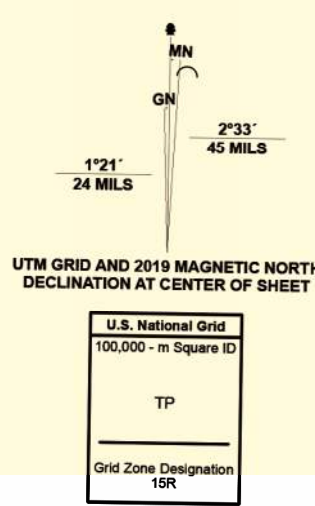 MN
GN
2°33´
45 MILS
1°21´
24 MILS
UTM GRID AND 2019 MAGNETIC NORTH
DECLINATION AT CENTER OF SHEET
U.S. National Grid
100,000 - m Square ID
TP
Grid Zone Designation
15R